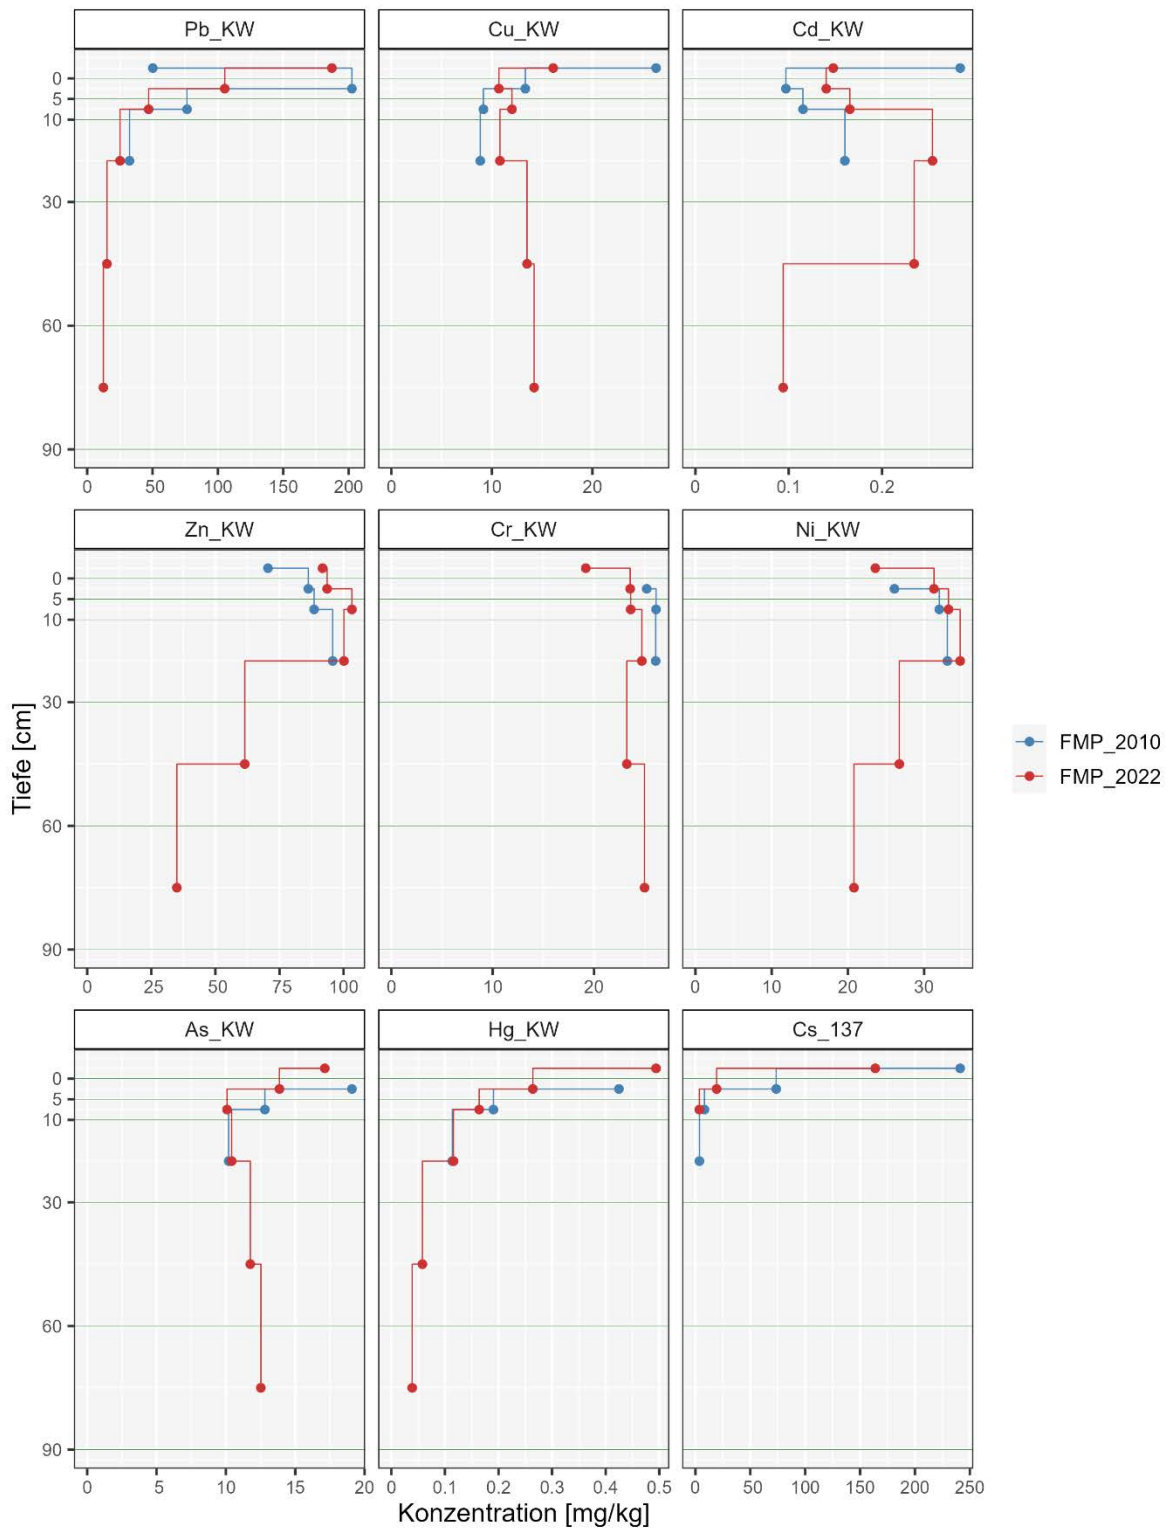 Pb_KW Cu_KW Cd_KW
0
5
10
30
60
90
0 50 100 150 200 0 10 20 0 0.1 0.2
Zn_KW Cr_KW Ni_KW
0
5
10
30
60
90
0 25 50 75 100 0 10 20 0 10 20 30
As_KW Hg_KW Cs_137
0
5
10
30
60
90
0 5 10 15 20 0 0.1 0.2 0.3 0.4 0.5 0 50 100 150 200 250
Tiefe [cm]
Konzentration [mg/kg]
FMP_2010
FMP_2022